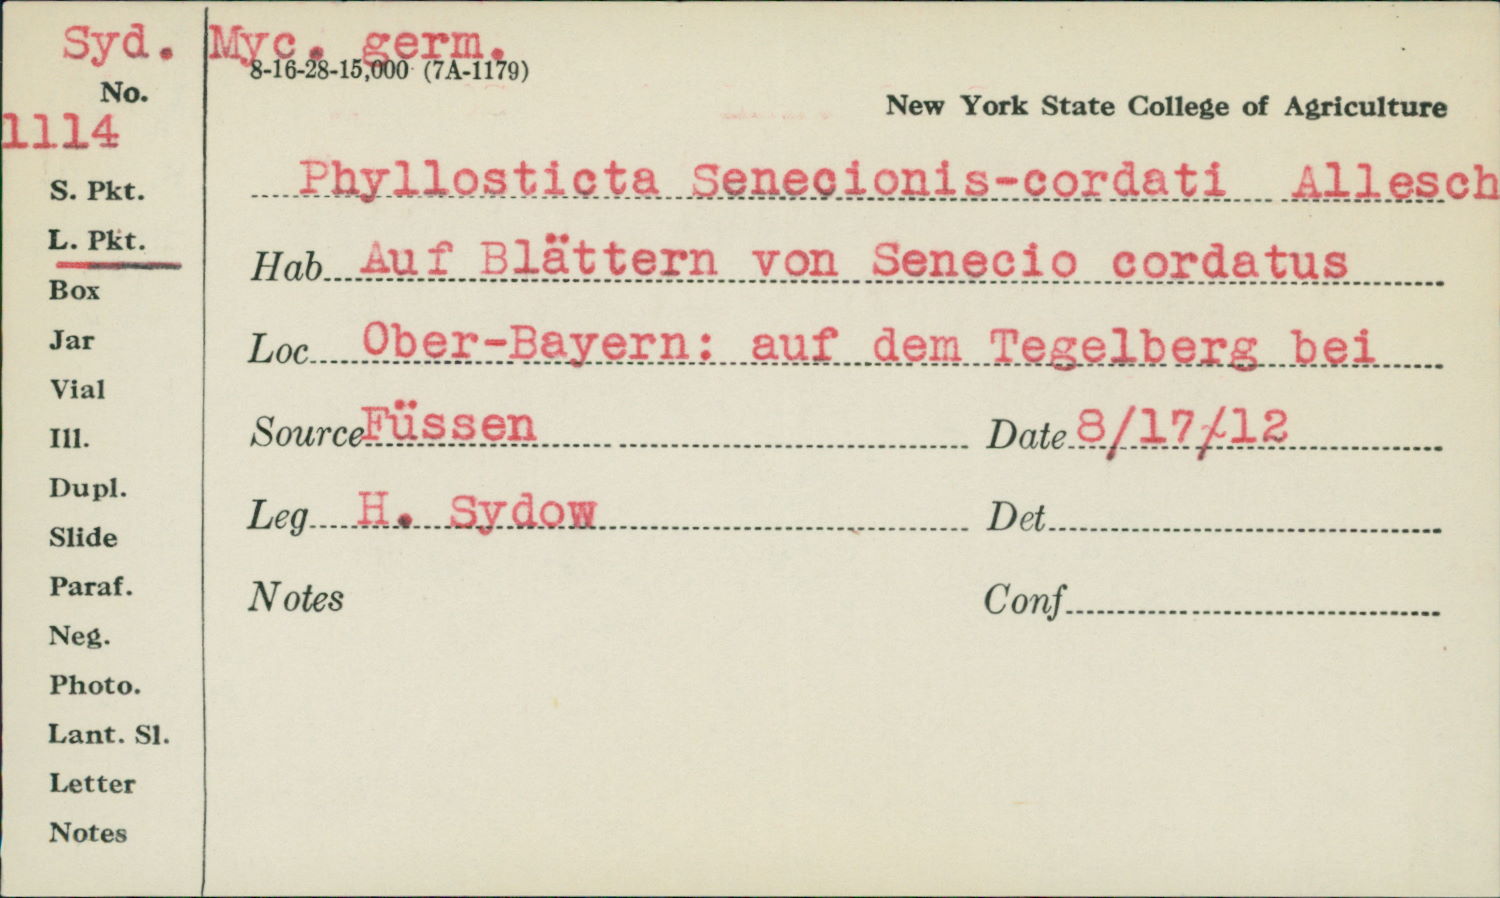 Syd. Myc. germ.
8-16-28-15,000 (7A-1179)
No.
New York State College of Agriculture
1114
S. Pkt.
Phyllosticta Senecionis-cordati Allesch
L. Pkt.
Hab Auf Blättern von Senecio cordatus
Box
Jar
Loc Ober-Bayern: auf dem Tegelberg bei
Vial
Ill.
Source Füssen Date 8/17/12
Dupl.
Leg H. Sydow Det
Slide
Paraf.
Notes Conf
Neg.
Photo.
Lant. Sl.
Letter
Notes